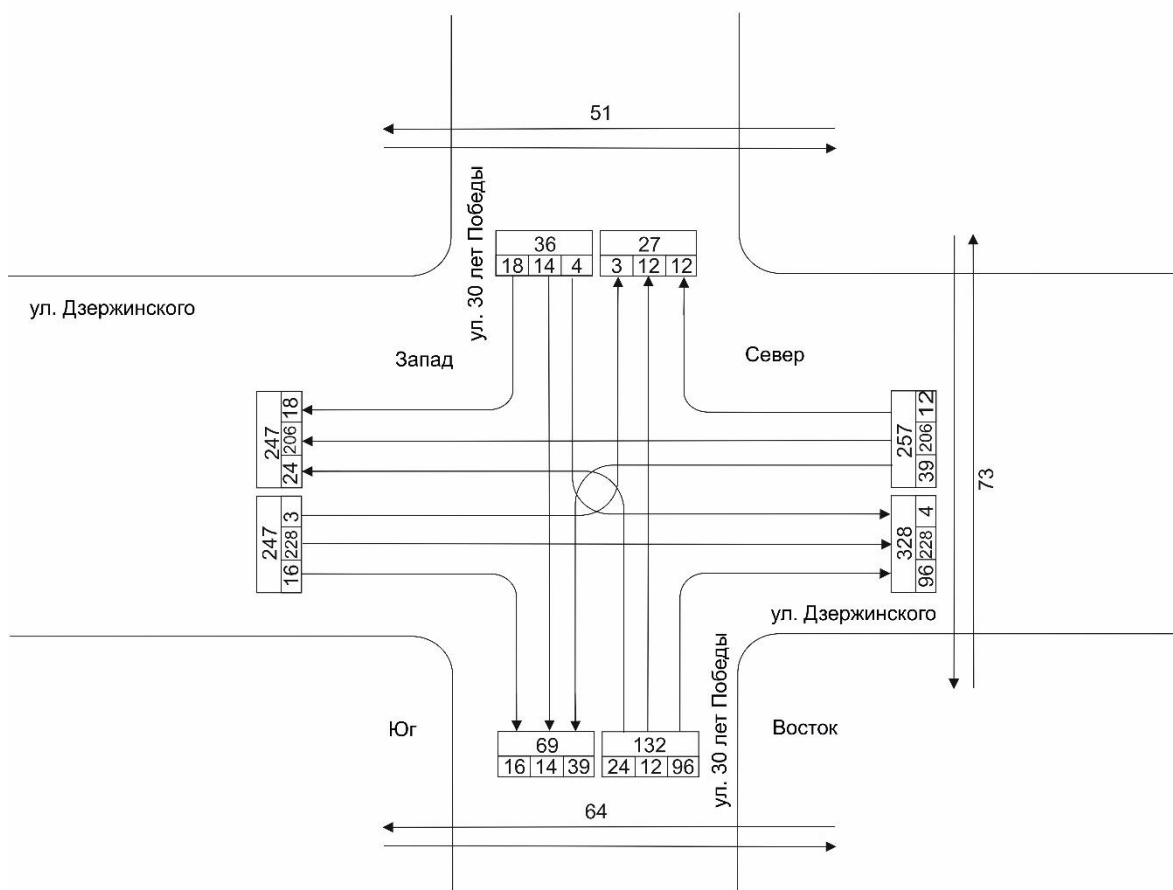 51
ул. 30 лет Победы
36
18 14 4
27
3 12 12
ул. Дзержинского
Запад
Север
247
18
206
24
257
12
206
39
73
247
3
228
16
328
4
228
96
ул. Дзержинского
ул. 30 лет Победы
Юг
Восток
69
16 14 39
132
24 12 96
64